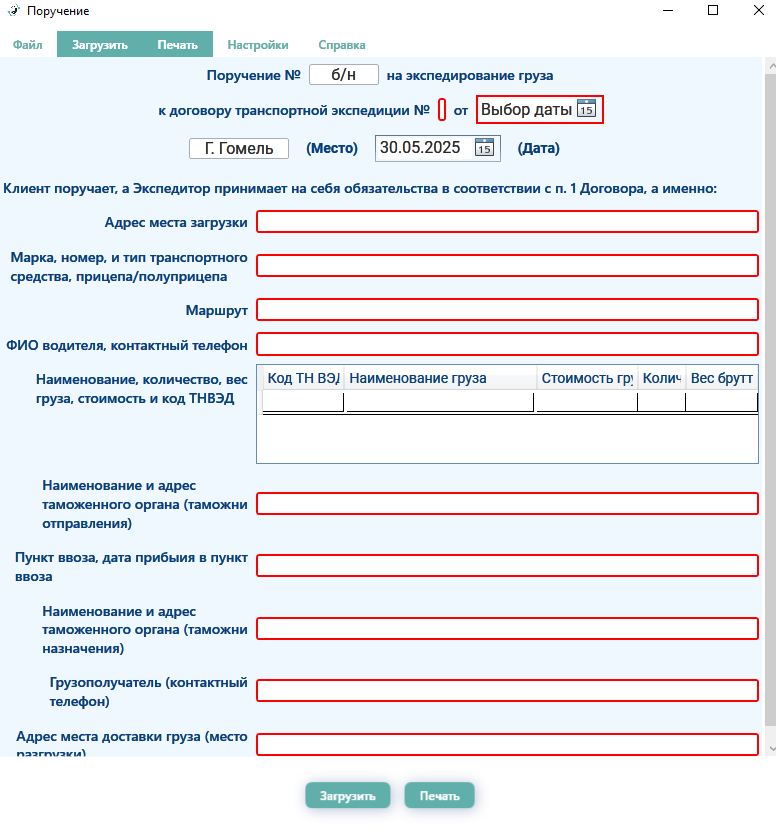 Поручение
Файл Загрузить Печать Настройки Справка
Поручение № б/н на экспедирование груза
к договору транспортной экспедиции № от Выбор даты 15
Г. Гомель (Место) 30.05.2025 15 (Дата)
Клиент поручает, а Экспедитор принимает на себя обязательства в соответствии с п. 1 Договора, а именно:
Адрес места загрузки
Марка, номер, и тип транспортного
средства, прицепа/полуприцепа
Маршрут
ФИО водителя, контактный телефон
Наименование, количество, вес
груза, стоимость и код ТНВЭД
Код ТН ВЭД Наименование груза Стоимость гру Колич Вес брутт
Наименование и адрес
таможенного органа (таможни
отправления)
Пункт ввоза, дата прибыия в пункт
ввоза
Наименование и адрес
таможенного органа (таможни
назначения)
Грузополучатель (контактный
телефон)
Адрес места доставки груза (место
разгрузки)
Загрузить Печать